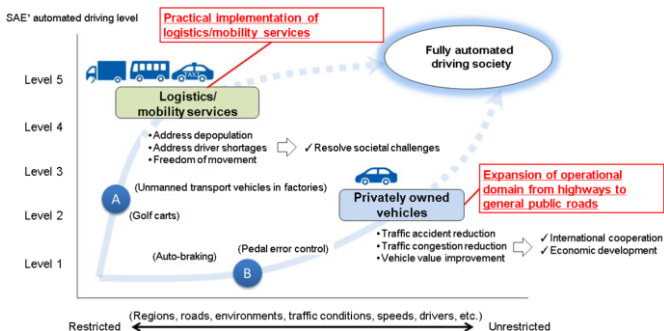 SAE* automated driving level
Practical implementation of
logistics/mobility services
Fully automated
driving society
Level 5
TAXI
Logistics/
mobility services
Level 4
•Address depopulation
•Address driver shortages
•Freedom of movement
✓Resolve societal challenges
Level 3
A
(Unmanned transport vehicles in factories)
Privately owned
vehicles
Expansion of operational
domain from highways to
general public roads
Level 2
(Golf carts)
•Traffic accident reduction
•Traffic congestion reduction
•Vehicle value improvement
✓International cooperation
✓Economic development
(Auto-braking)
(Pedal error control)
Level 1
B
(Regions, roads, environments, traffic conditions, speeds, drivers, etc.)
Restricted
Unrestricted